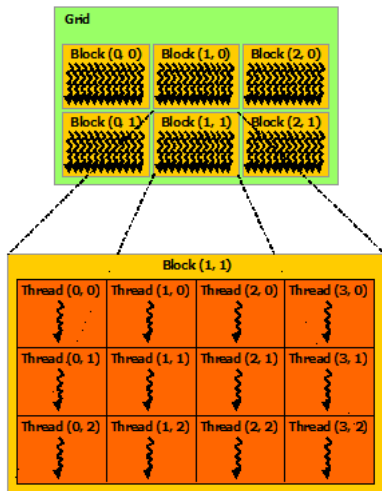 Grid
Block (0, 0) Block (1, 0) Block (2, 0)
Block (0, 1) Block (1, 1) Block (2, 1)
Block (1, 1)
Thread (0, 0) Thread (1, 0) Thread (2, 0) Thread (3, 0)
Thread (0, 1) Thread (1, 1) Thread (2, 1) Thread (3, 1)
Thread (0, 2) Thread (1, 2) Thread (2, 2) Thread (3, 2)